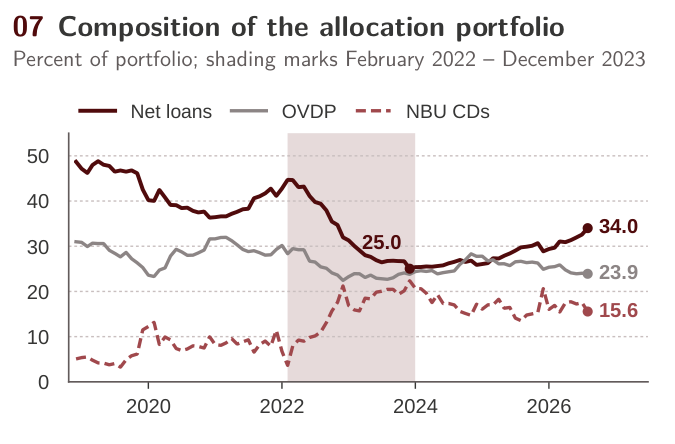 07 Composition of the allocation portfolio
Percent of portfolio; shading marks February 2022 – December 2023
Net loans OVDP NBU CDs
50
40
30
20
10
0
25.0
34.0
23.9
15.6
2020 2022 2024 2026